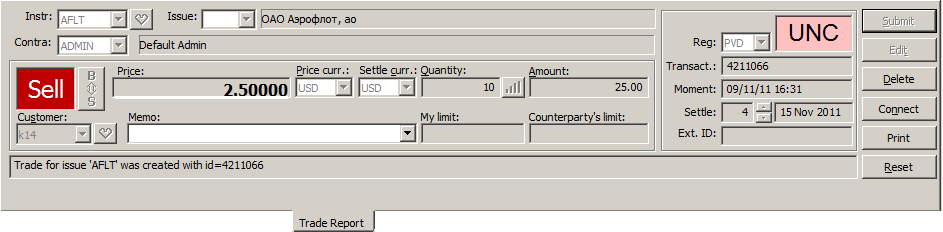 Instr: AFLT Issue: ОАО Аэрофлот, ао
Contra: ADMIN Default Admin
Sell B S Price: 2.50000 Price curr.: USD Settle curr.: USD Quantity: 10 Amount: 25.00
Customer: k14 Memo: My limit: Counterparty's limit:
Reg: PVD UNC
Transact.: 4211066
Moment: 09/11/11 16:31
Settle: 4 15 Nov 2011
Ext. ID:
Submit
Edit
Delete
Connect
Print
Reset
Trade for issue 'AFLT' was created with id=4211066
Trade Report